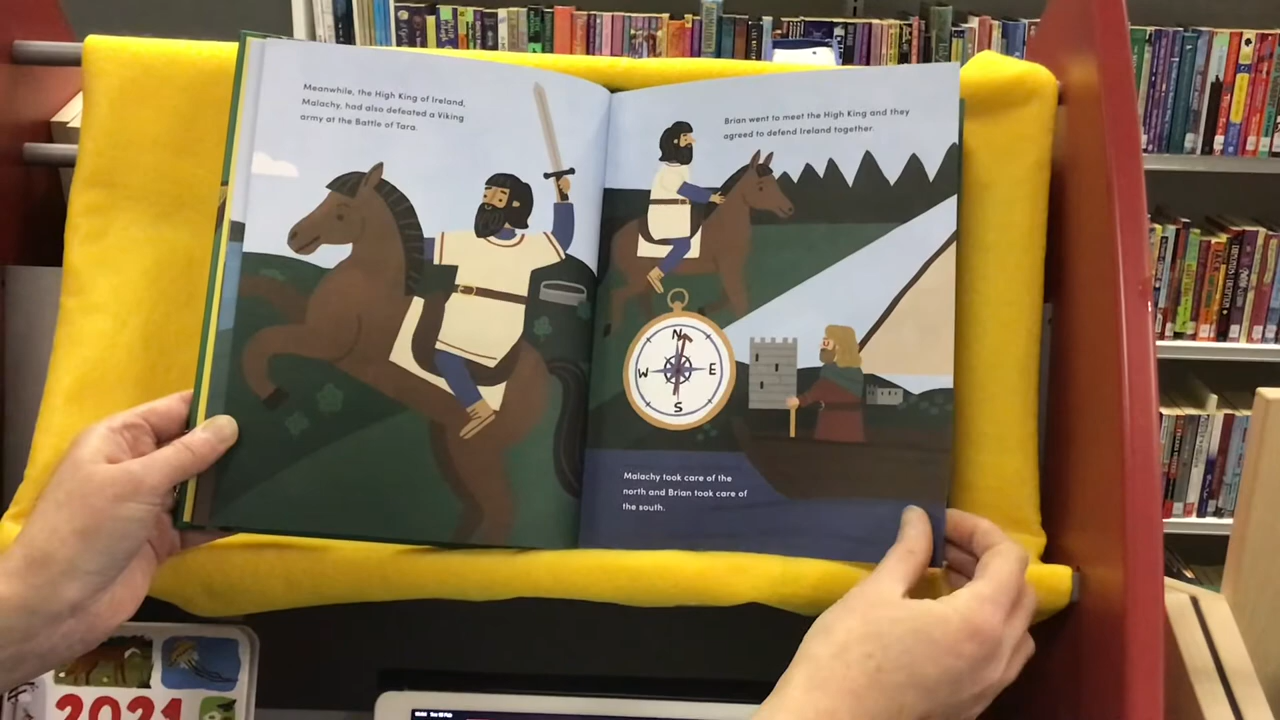 Meanwhile, the High King of Ireland,
Malachy, had also defeated a Viking
army at the Battle of Tara.
Brian went to meet the High King and they
agreed to defend Ireland together.
N
W
E
S
Malachy took care of the
north and Brian took care of
the south.
2021